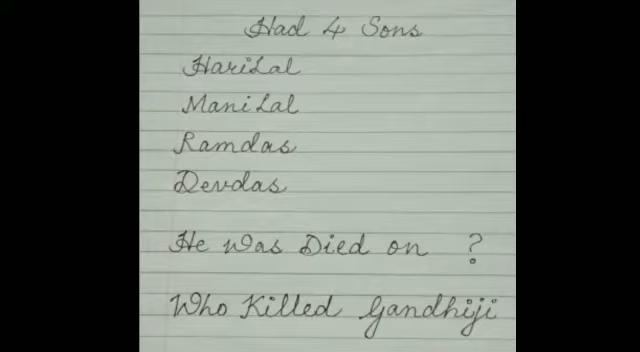 Had 4 Sons
HariLal
ManiLal
Ramdas
Devdas
He Was Died on ?
Who Killed Gandhiji